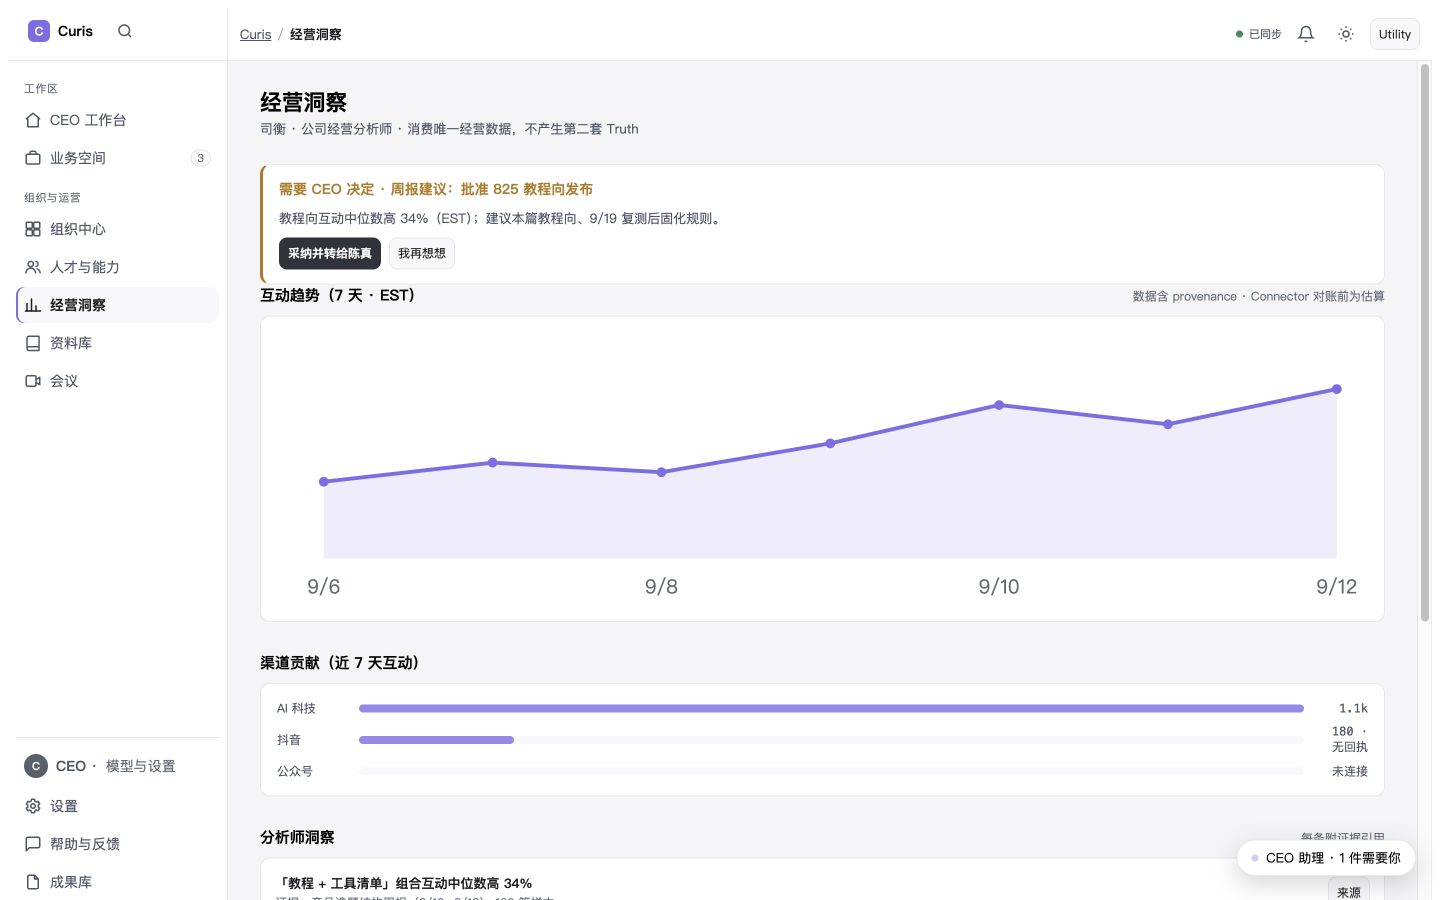 C Curis
Curis / 经营洞察
已同步
Utility
工作区
CEO 工作台
业务空间 3
组织与运营
组织中心
人才与能力
经营洞察
资料库
会议
C CEO · 模型与设置
设置
帮助与反馈
成果库
经营洞察
司衡 · 公司经营分析师 · 消费唯一经营数据，不产生第二套 Truth
需要 CEO 决定 · 周报建议：批准 825 教程向发布
教程向互动中位数高 34%（EST）；建议本篇教程向、9/19 复测后固化规则。
采纳并转给陈真 我再想想
互动趋势（7 天 · EST） 数据含 provenance · Connector 对账前为估算
9/6 9/8 9/10 9/12
渠道贡献（近 7 天互动）
AI 科技 1.1k
抖音 180 ·
无回执
公众号 未连接
分析师洞察 每条附证据引用
CEO 助理 · 1 件需要你
「教程 + 工具清单」组合互动中位数高 34%
来源